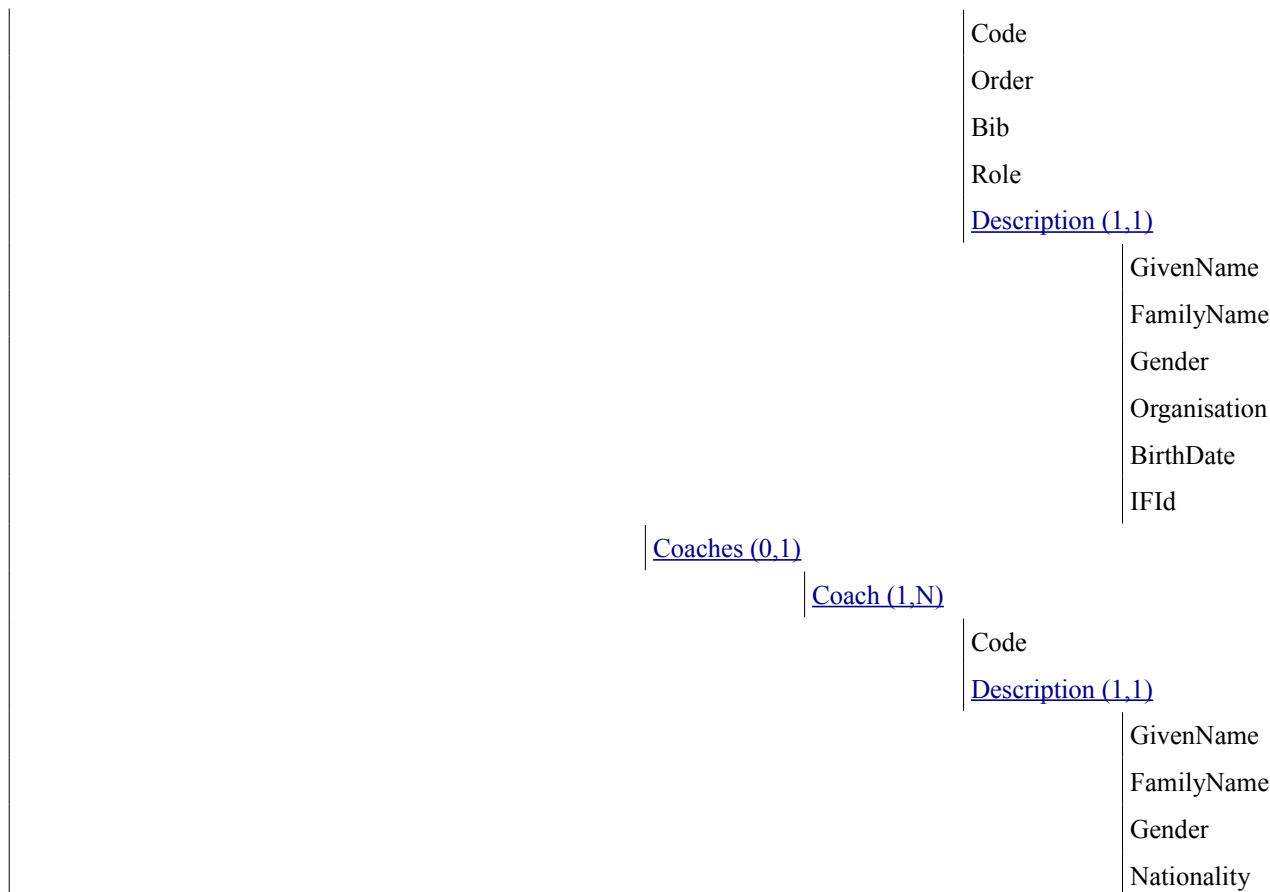 Code
Order
Bib
Role
Description (1,1)
GivenName
FamilyName
Gender
Organisation
BirthDate
IFId
Coaches (0,1)
Coach (1,N)
Code
Description (1,1)
GivenName
FamilyName
Gender
Nationality